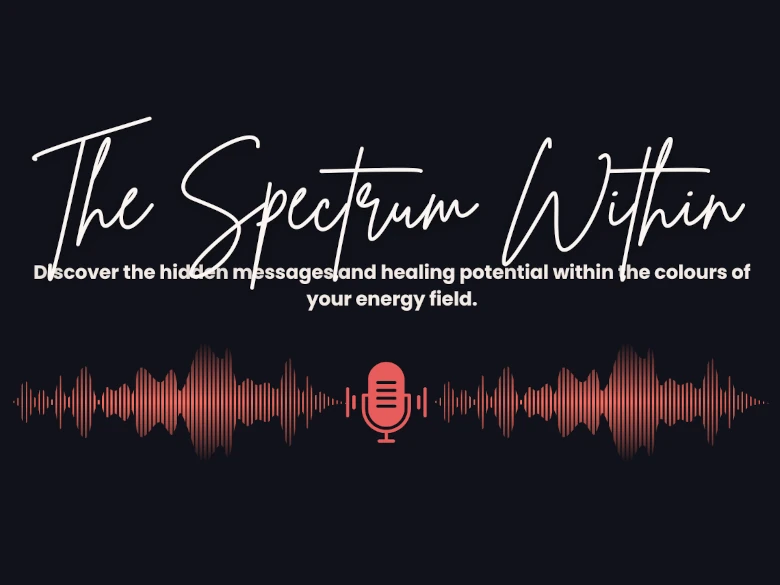 The Spectrum Within
Discover the hidden messages and healing potential within the colours of
your energy field.